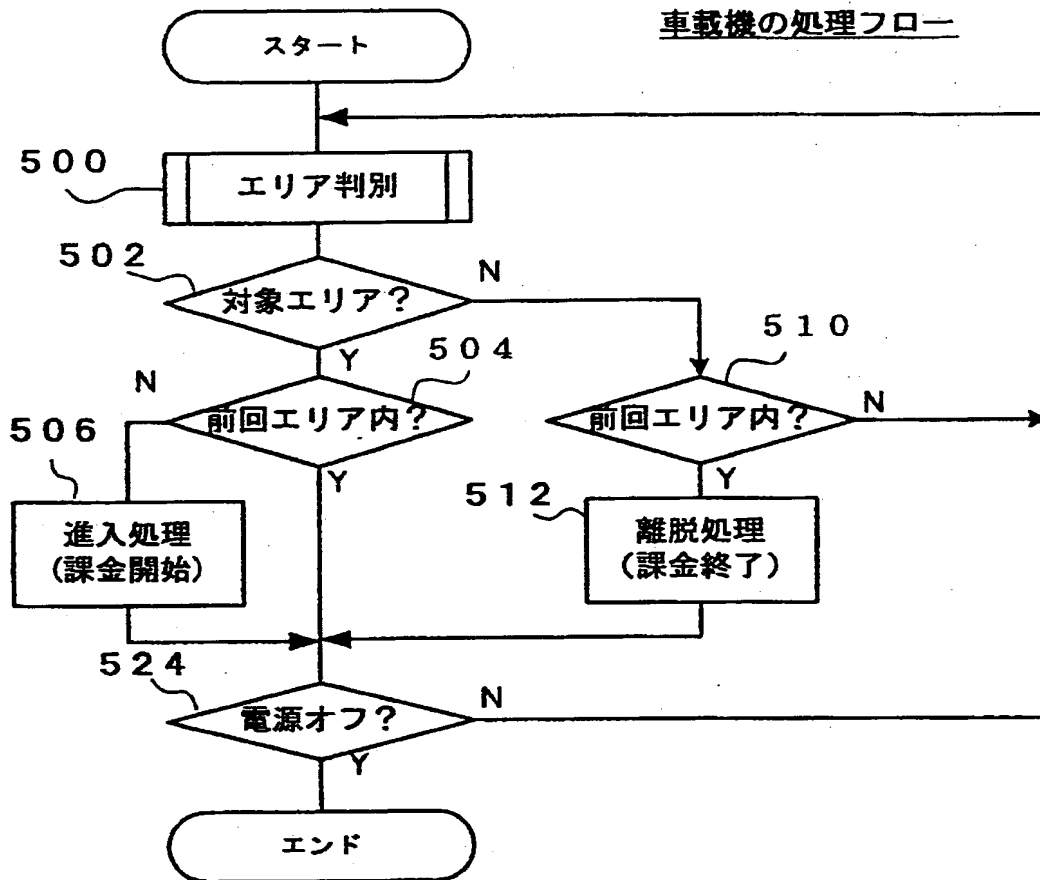 車載機の処理フロー
スタート
500
エリア判別
502
対象エリア?
N
Y
504
前回エリア内?
N
Y
510
前回エリア内?
N
Y
506
進入処理
(課金開始)
512
離脱処理
(課金終了)
524
電源オフ?
N
Y
エンド